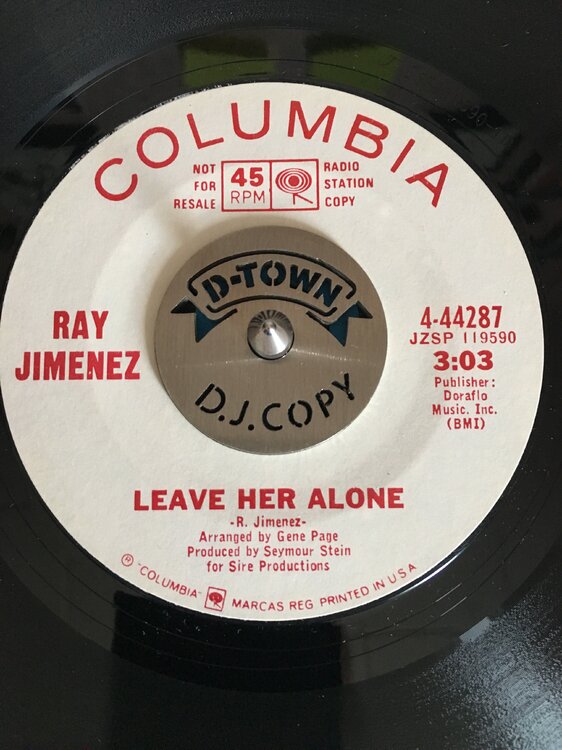 COLUMBIA
NOT
FOR
RESALE
45
RPM
RADIO
STATION
COPY
D-TOWN
D.J. COPY
RAY
JIMENEZ
4-44287
JZSP 119590
3:03
Publisher:
Doraflo
Music. Inc.
(BMI)
LEAVE HER ALONE
-R. Jimenez-
Arranged by Gene Page
Produced by Seymour Stein
for Sire Productions
® "COLUMBIA" MARCAS REG PRINTED IN U S A